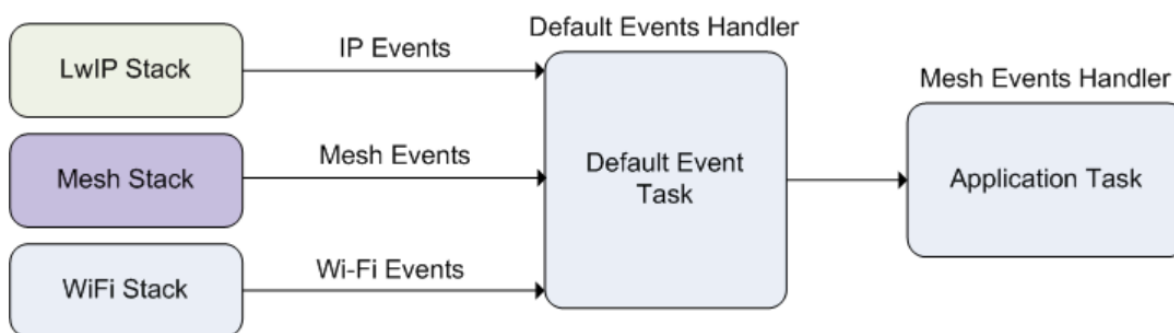 Default Events Handler
LwIP Stack
IP Events
Mesh Events Handler
Mesh Stack
Mesh Events
Default Event
Task
Application Task
WiFi Stack
Wi-Fi Events